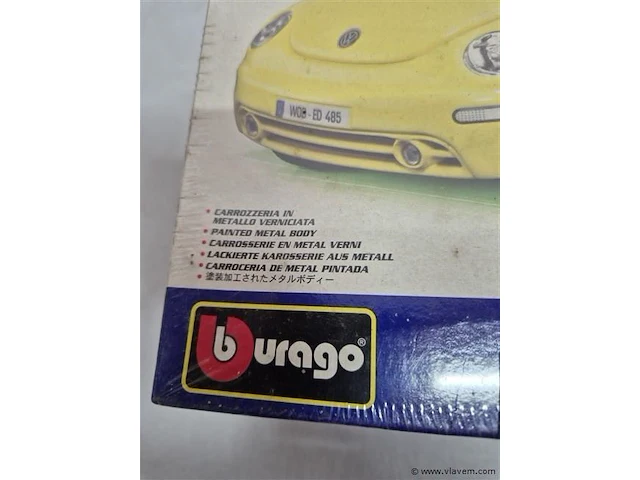 WOB-ED 485
• CARROZZERIA IN
METALLO VERNICIATA
• PAINTED METAL BODY
• CARROSSERIE EN METAL VERNI
• LACKIERTE KAROSSERIE AUS METALL
• CARROCERIA DE METAL PINTADA
• 塗装加工されたメタルボディー
burago®
© www.vlavem.com